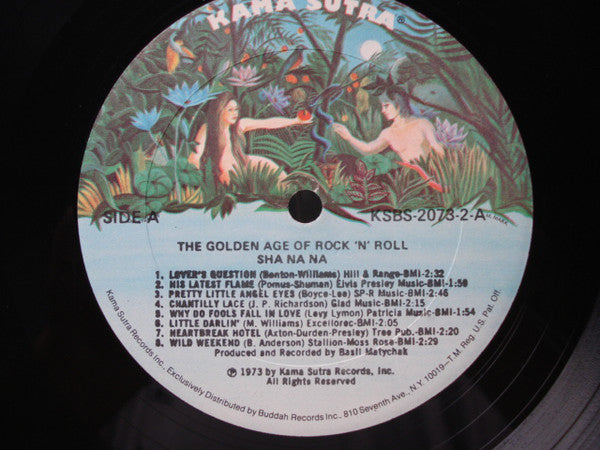 KAMA SUTRA®
M. MARK
SIDE A
KSBS-2073-2-A
THE GOLDEN AGE OF ROCK 'N' ROLL
SHA NA NA
1. LOVER'S QUESTION (Benton-Williams) Hill & Range-BMI-2:32
2. HIS LATEST FLAME (Pomus-Shuman) Elvis Presley Music-BMI-1:50
3. PRETTY LITTLE ANGEL EYES (Boyce-Lee) SP-R Music-BMI-2:46
4. CHANTILLY LACE (J. P. Richardson) Glad Music-BMI-2:05
5. WHY DO FOOLS FALL IN LOVE (Levy Lymon) Patricia Music-BMI-1:54
6. LITTLE DARLIN' (M. Williams) Excellorec-BMI-2:05
7. HEARTBREAK HOTEL (Axton-Durden-Presley) Tree Pub.-BMI-2:20
8. WILD WEEKEND (B. Anderson) Stallion-Moss Rose-BMI-2:29
Produced and Recorded by Basil Matychak
Ⓟ 1973 by Kama Sutra Records, Inc.
All Rights Reserved
Kama Sutra Records Inc., Exclusively Distributed by Buddah Records Inc., 810 Seventh Ave., N.Y. 10019–T.M. Reg. U.S. Pat. Off.